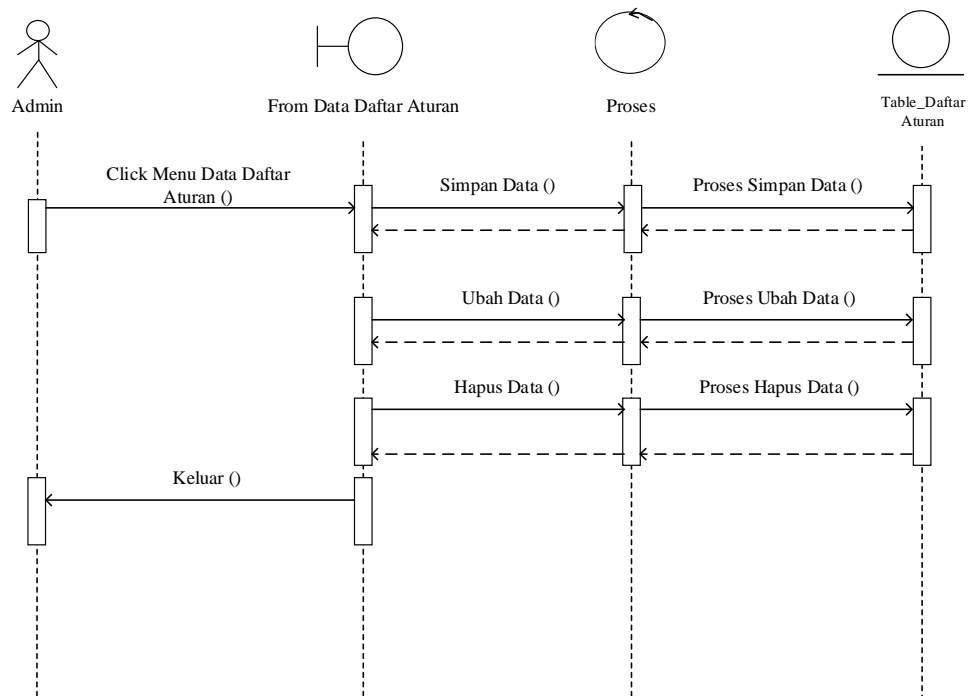 Admin
From Data Daftar Aturan
Proses
Table_Daftar
Aturan
Click Menu Data Daftar
Aturan ()
Simpan Data ()
Proses Simpan Data ()
Ubah Data ()
Proses Ubah Data ()
Hapus Data ()
Proses Hapus Data ()
Keluar ()